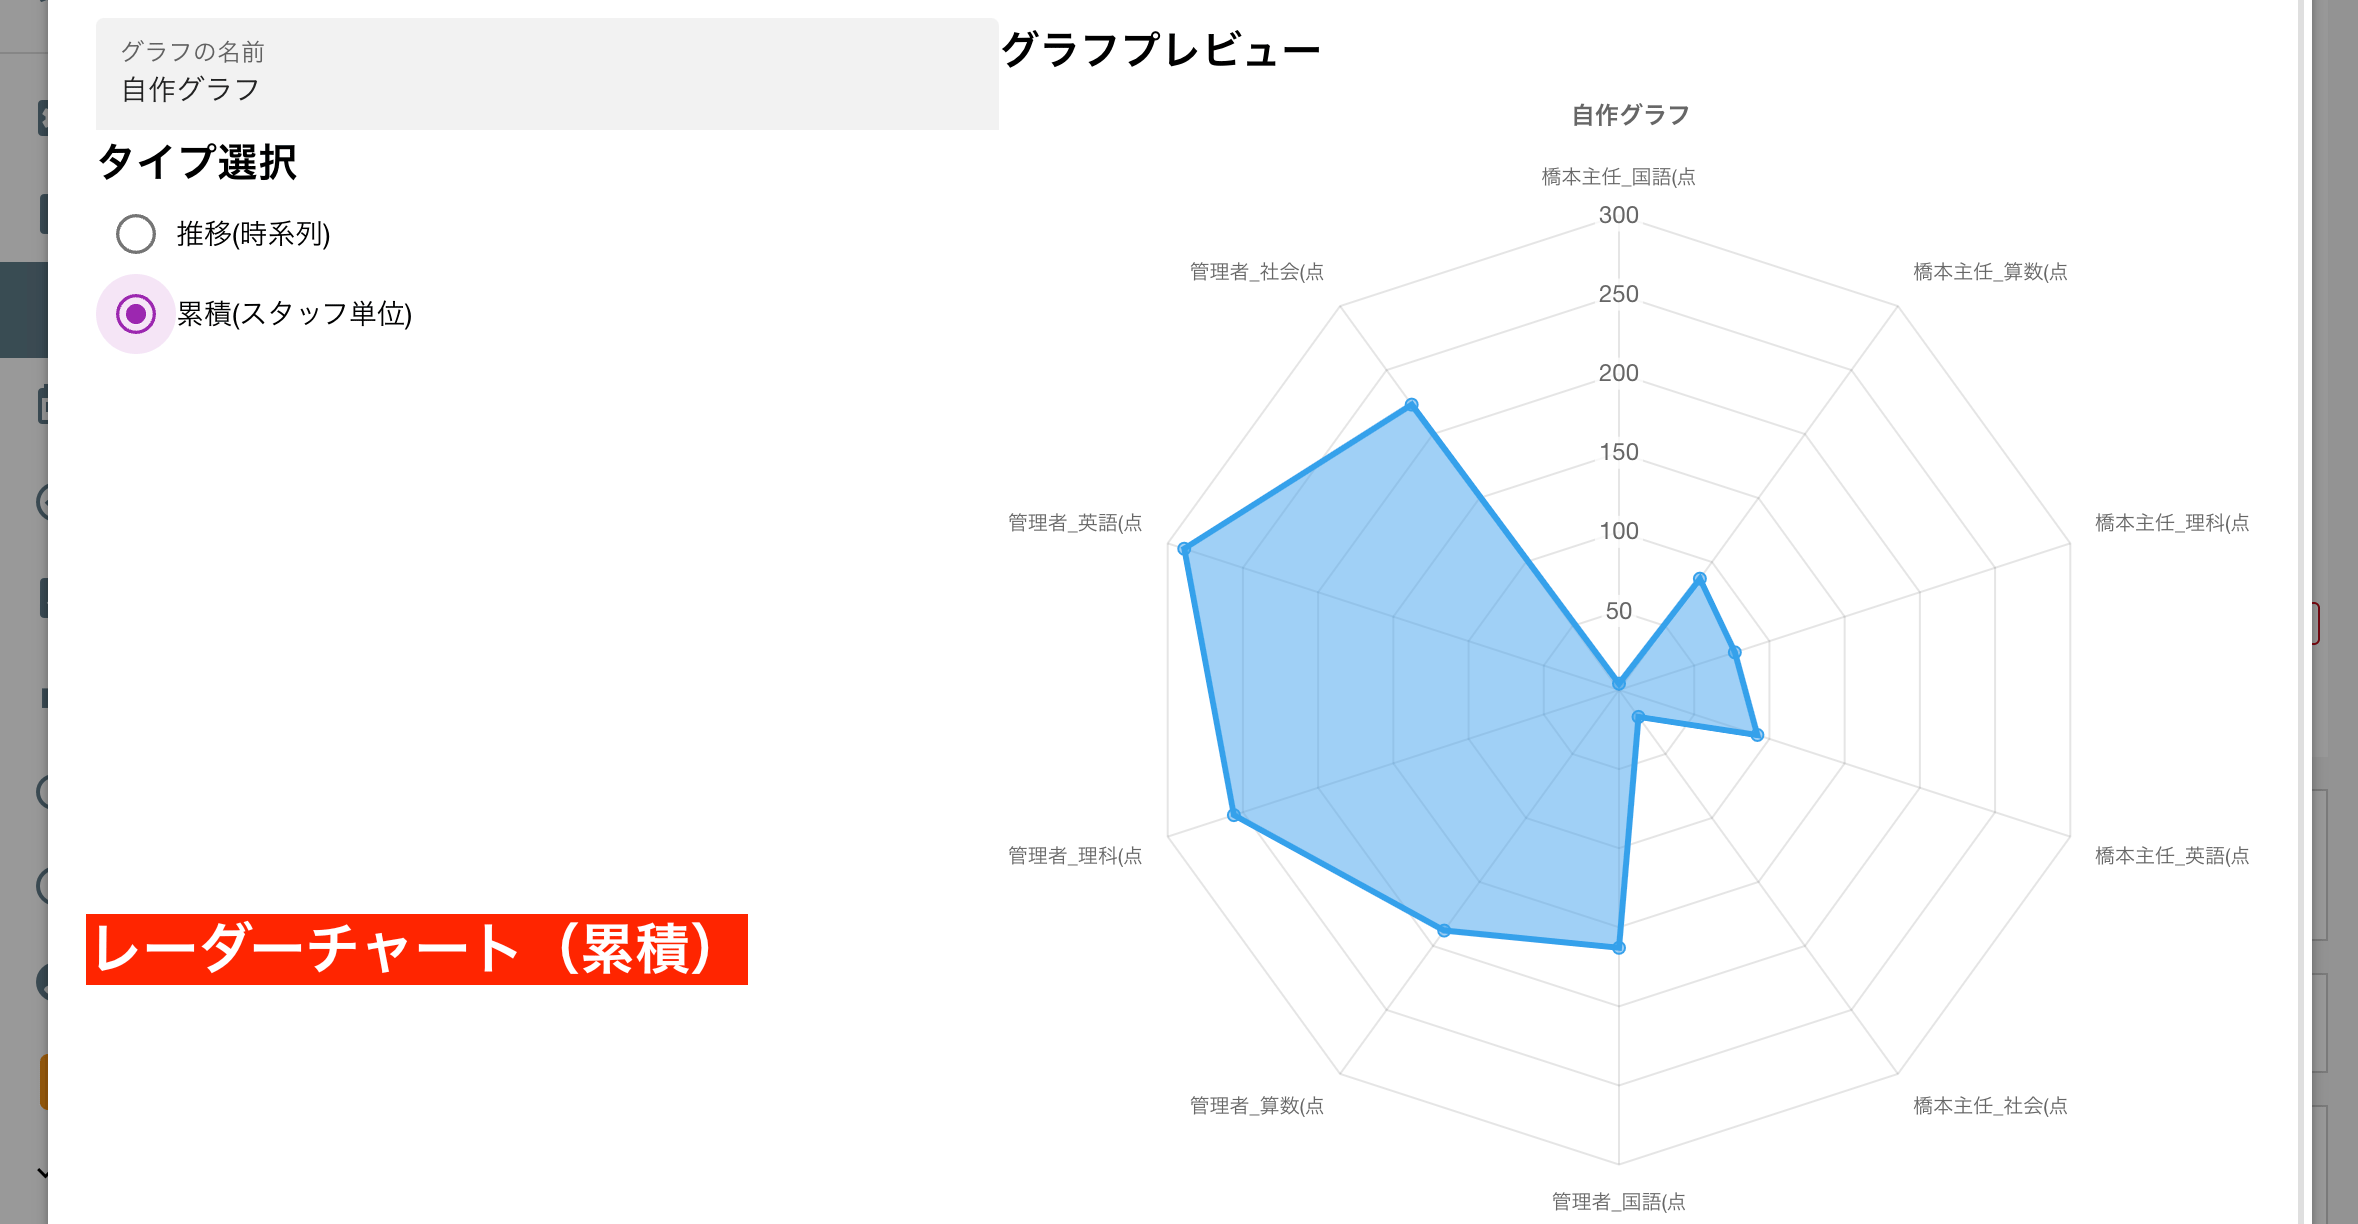 グラフの名前
自作グラフ
タイプ選択
推移(時系列)
累積(スタッフ単位)
レーダーチャート（累積）
グラフプレビュー
自作グラフ
橋本主任_国語(点
300
管理者_社会(点
橋本主任_算数(点
250
200
150
管理者_英語(点
橋本主任_理科(点
100
50
管理者_理科(点
橋本主任_英語(点
管理者_算数(点
橋本主任_社会(点
管理者_国語(点